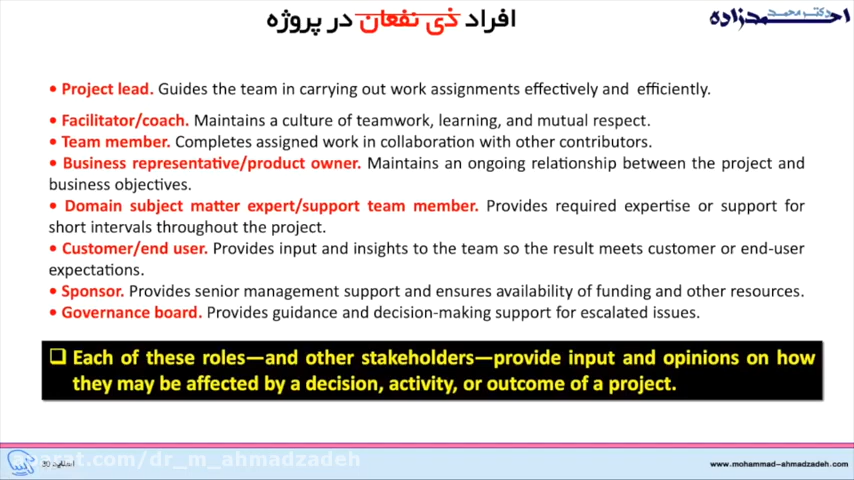 افراد ذی نفعان در پروژه
دکتر محمد احمدزاده
• Project lead. Guides the team in carrying out work assignments effectively and efficiently.
• Facilitator/coach. Maintains a culture of teamwork, learning, and mutual respect.
• Team member. Completes assigned work in collaboration with other contributors.
• Business representative/product owner. Maintains an ongoing relationship between the project and
business objectives.
• Domain subject matter expert/support team member. Provides required expertise or support for
short intervals throughout the project.
• Customer/end user. Provides input and insights to the team so the result meets customer or end-user
expectations.
• Sponsor. Provides senior management support and ensures availability of funding and other resources.
• Governance board. Provides guidance and decision-making support for escalated issues.
❑ Each of these roles—and other stakeholders—provide input and opinions on how
they may be affected by a decision, activity, or outcome of a project.
aparat.com/dr_m_ahmadzadeh
اسلاید 30
www.mohammad-ahmadzadeh.com